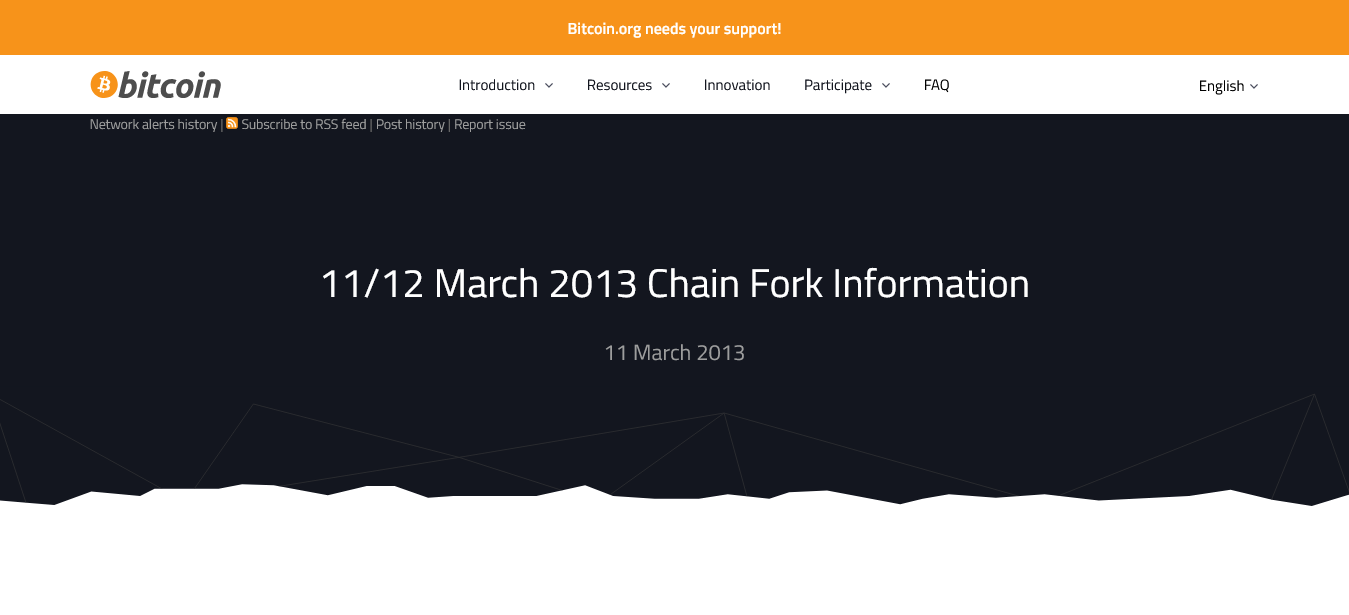 Bitcoin.org needs your support!
bitcoin
Introduction Resources Innovation Participate FAQ
English
Network alerts history | Subscribe to RSS feed | Post history | Report issue
11/12 March 2013 Chain Fork Information
11 March 2013